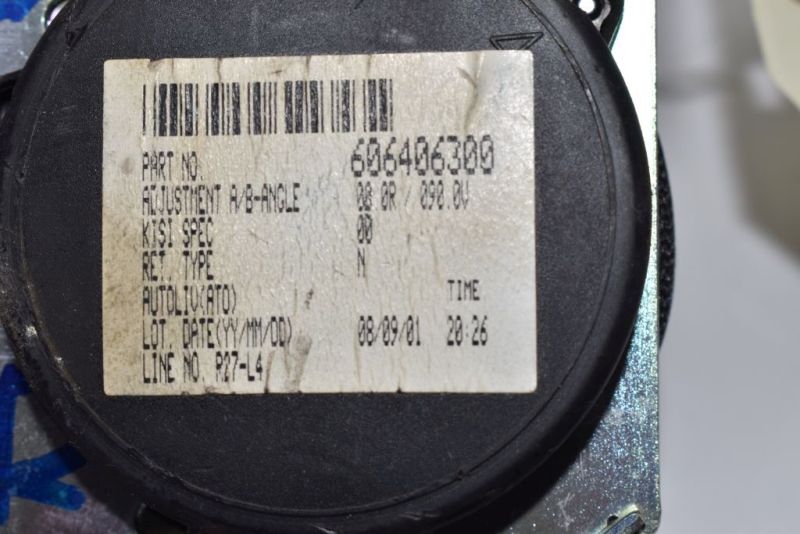 PART NO. 606406300
ADJUSTMENT A/B-ANGLE 00 0R / 090.0V
KISI SPEC 00
RET. TYPE N
AUTOLIV(ATO) TIME
LOT. DATE(YY/MM/DD) 08/09/01 20:26
LINE NO. R27-L4